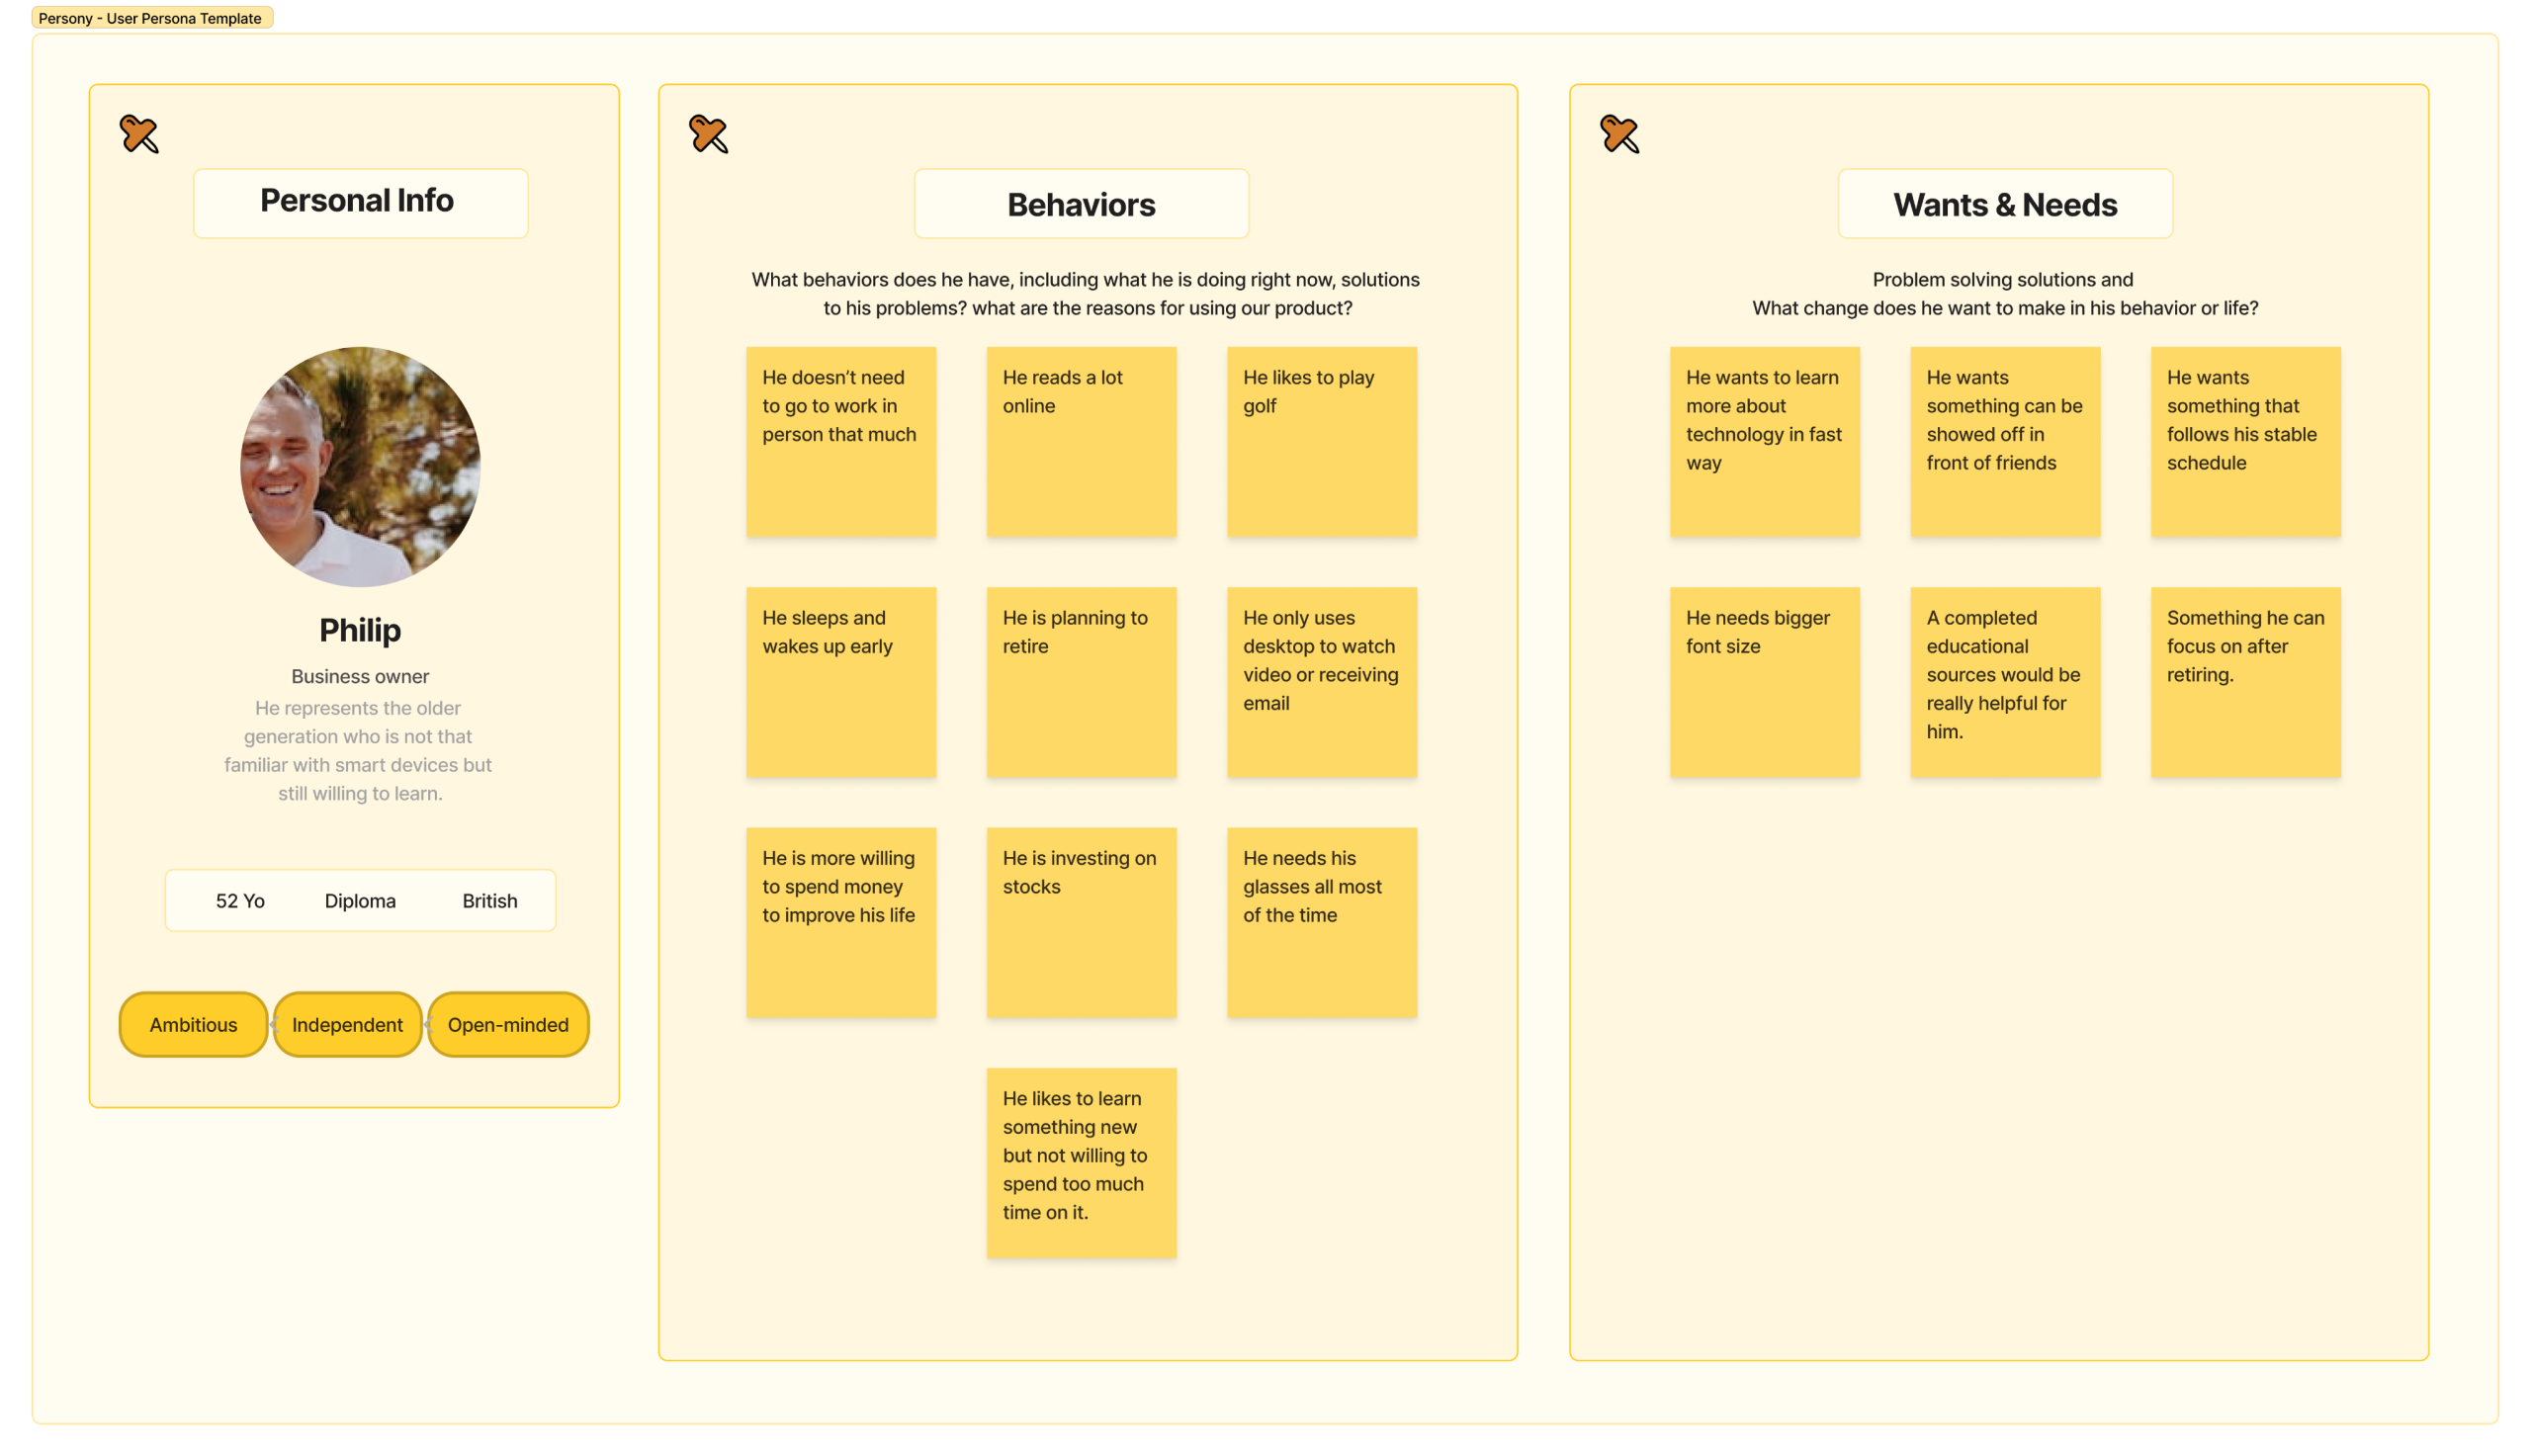 Persony - User Persona Template
Personal Info
Philip
Business owner
He represents the older
generation who is not that
familiar with smart devices but
still willing to learn.
52 Yo
Diploma
British
Ambitious
Independent
Open-minded
Behaviors
What behaviors does he have, including what he is doing right now, solutions
to his problems? what are the reasons for using our product?
He doesn’t need
to go to work in
person that much
He reads a lot
online
He likes to play
golf
He sleeps and
wakes up early
He is planning to
retire
He only uses
desktop to watch
video or receiving
email
He is more willing
to spend money
to improve his life
He is investing on
stocks
He needs his
glasses all most
of the time
He likes to learn
something new
but not willing to
spend too much
time on it.
Wants & Needs
Problem solving solutions and
What change does he want to make in his behavior or life?
He wants to learn
more about
technology in fast
way
He wants
something can be
showed off in
front of friends
He wants
something that
follows his stable
schedule
He needs bigger
font size
A completed
educational
sources would be
really helpful for
him.
Something he can
focus on after
retiring.